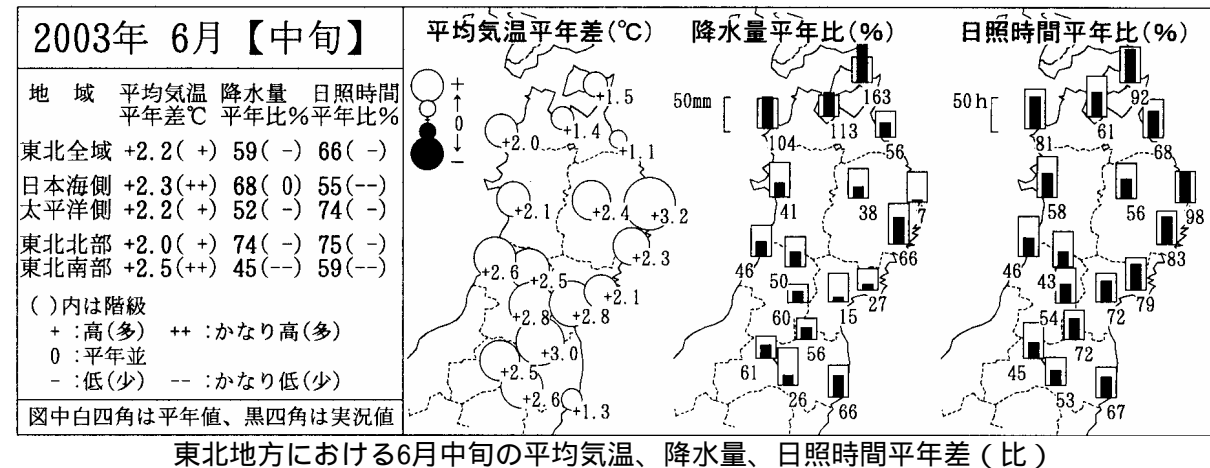 2003年 6月【中旬】
地 域 平均気温 降水量 日照時間
平年差℃ 平年比% 平年比%
東北全域 +2.2( +) 59( -) 66( -)
日本海側 +2.3(++) 68( 0) 55(--)
太平洋側 +2.2( +) 52( -) 74( -)
東北北部 +2.0( +) 74( -) 75( -)
東北南部 +2.5(++) 45(--) 59(--)
( )内は階級
+ :高(多) ++ :かなり高(多)
0 :平年並
- :低(少) -- :かなり低(少)
図中白四角は平年値、黒四角は実況値
平均気温平年差(℃)
+
↑
0
↓
-
+1.5
+1.4
+2.0
+1.1
+2.1
+2.4
+3.2
+2.3
+2.6
+2.5
+2.1
+2.8
+2.8
+3.0
+2.5
+2.6
+1.3
降水量平年比(%)
50mm
163
113
104
56
41
38
7
66
46
50
27
60
15
56
61
26
66
日照時間平年比(%)
50h
92
61
81
68
58
56
98
83
46
43
79
54
72
72
45
53
67
東北地方における6月中旬の平均気温、降水量、日照時間平年差(比)